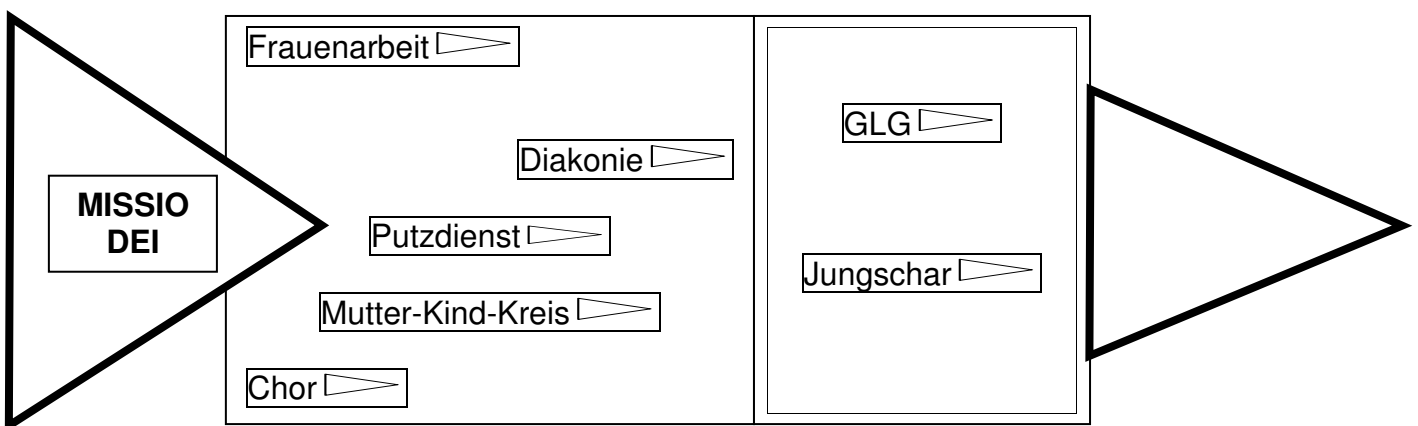 MISSIO
DEI
Frauenarbeit
Diakonie
Putzdienst
Mutter-Kind-Kreis
Chor
GLG
Jungschar